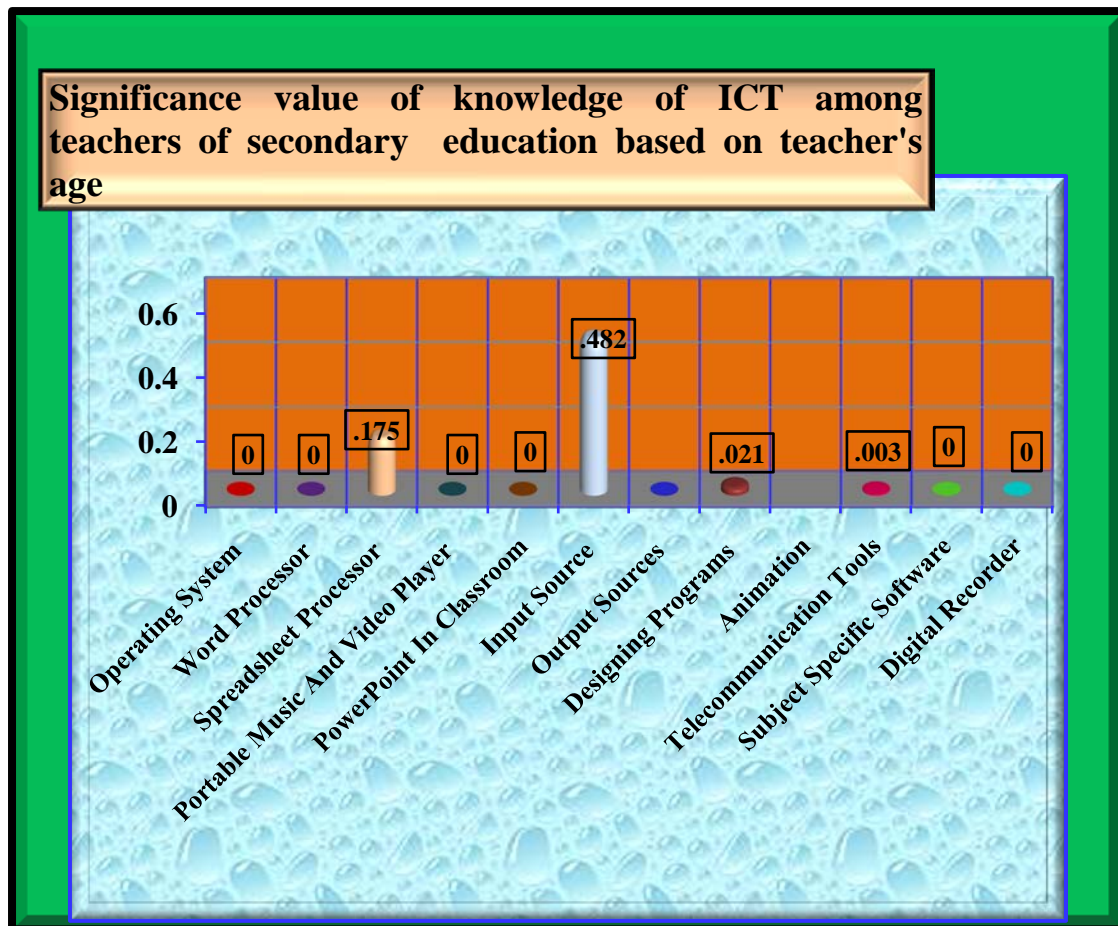 Significance value of knowledge of ICT among
teachers of secondary education based on teacher's
age
0.6
0.4
0.2
0
0
0
.175
0
0
.482
.021
.003
0
0
Operating System
Word Processor
Spreadsheet Processor
Portable Music And Video Player
PowerPoint In Classroom
Input Source
Output Sources
Designing Programs
Animation
Telecommunication Tools
Subject Specific Software
Digital Recorder